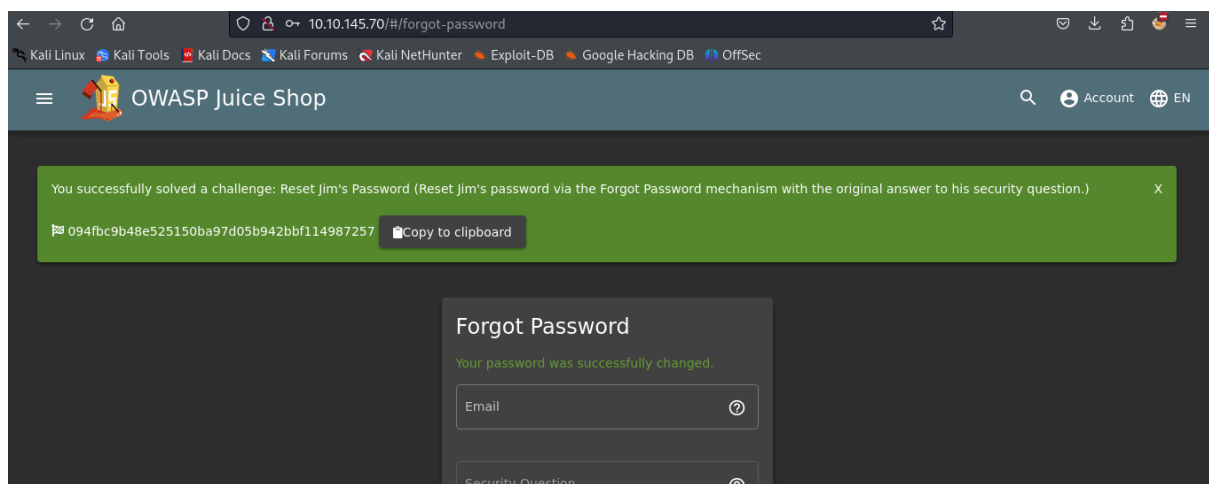 10.10.145.70/#/forgot-password
Kali Linux Kali Tools Kali Docs Kali Forums Kali NetHunter Exploit-DB Google Hacking DB OffSec
OWASP Juice Shop Account EN
You successfully solved a challenge: Reset Jim's Password (Reset Jim's password via the Forgot Password mechanism with the original answer to his security question.) X
094fbc9b48e525150ba97d05b942bbf114987257 Copy to clipboard
Forgot Password
Your password was successfully changed.
Email
Security Question